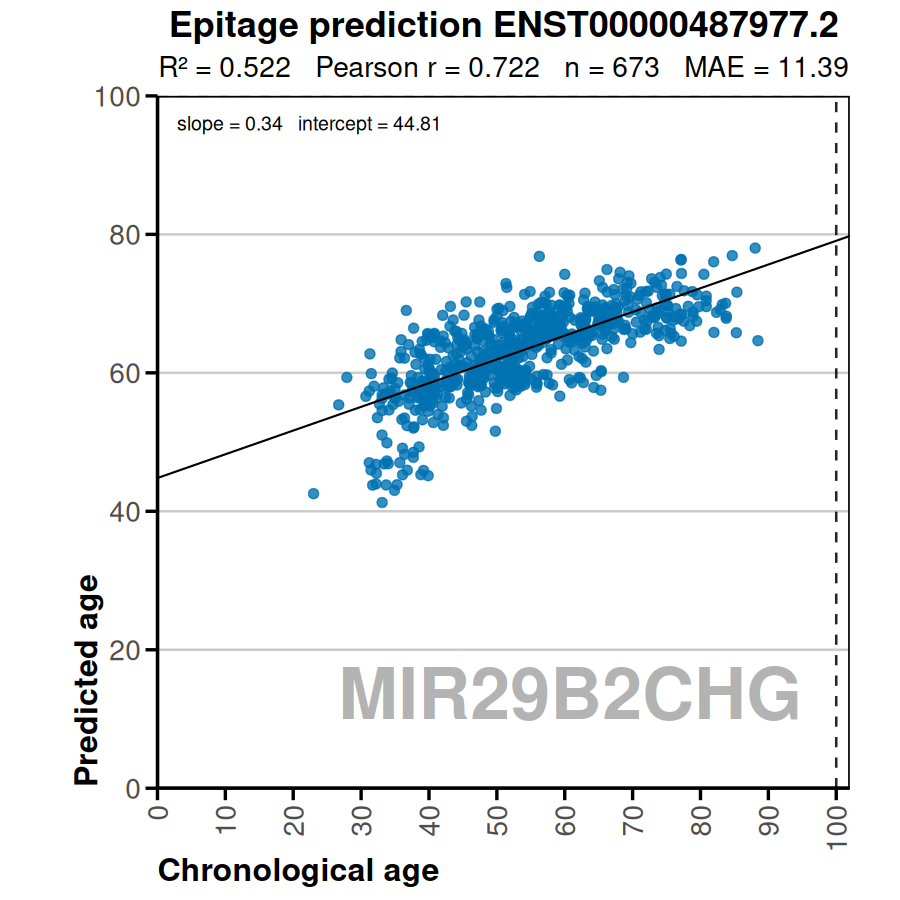 Epitage prediction ENST00000487977.2
R² = 0.522 Pearson r = 0.722 n = 673 MAE = 11.39
slope = 0.34 intercept = 44.81
100
80
60
40
20
0
Predicted age
MIR29B2CHG
0 10 20 30 40 50 60 70 80 90 100
Chronological age